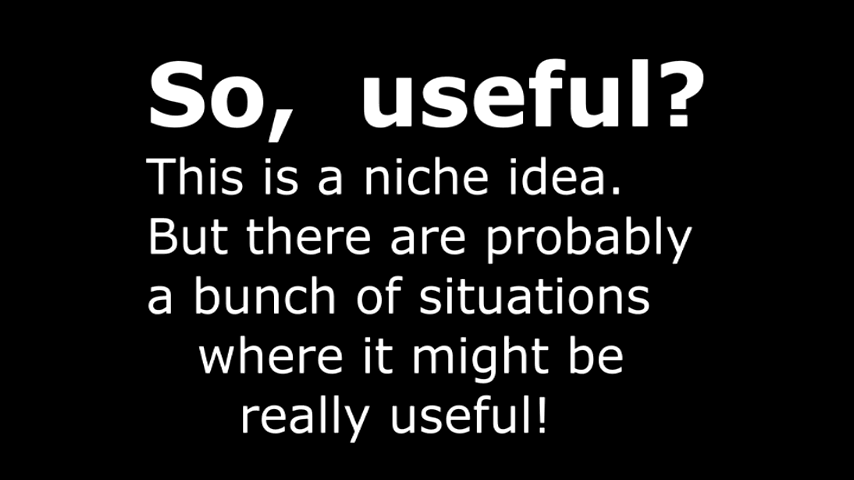 So, useful?
This is a niche idea.
But there are probably
a bunch of situations
where it might be
really useful!